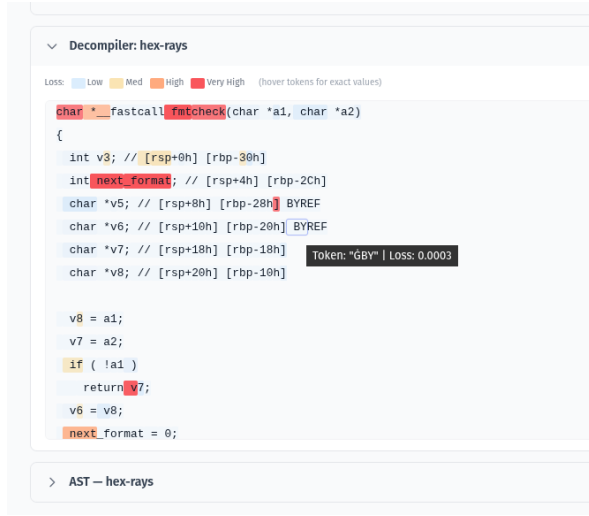 Decompiler: hex-rays
Loss: Low Med High Very High (hover tokens for exact values)
char *__fastcall fmtcheck(char *a1, char *a2)
{
int v3; // [rsp+0h] [rbp-30h]
int next_format; // [rsp+4h] [rbp-2Ch]
char *v5; // [rsp+8h] [rbp-28h] BYREF
char *v6; // [rsp+10h] [rbp-20h] BYREF
char *v7; // [rsp+18h] [rbp-18h]
Token: "ĠBY" | Loss: 0.0003
char *v8; // [rsp+20h] [rbp-10h]
v8 = a1;
v7 = a2;
if ( !a1 )
return v7;
v6 = v8;
next_format = 0;
AST — hex-rays